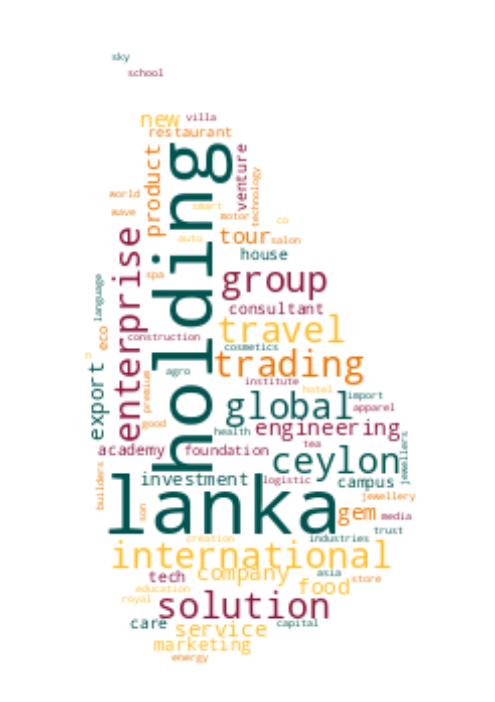 sky
school
new
villa
restaurant
product
holding
venture
technology
world
wave
smart
motor
co
auto
tour
salon
enterprise
house
spa
language
group
consultant
eco
construction
travel
cosmetics
trading
agro
premium
institute
hotel
import
apparel
export
global
good
health
engineering
jewellers
tea
academy
foundation
ceylon
builders
investment
logistic
campus
jewellery
lanka
son
gem
media
trust
creation
industries
international
tech
company
asia
store
education
food
royal
solution
care
service
capital
marketing
energy